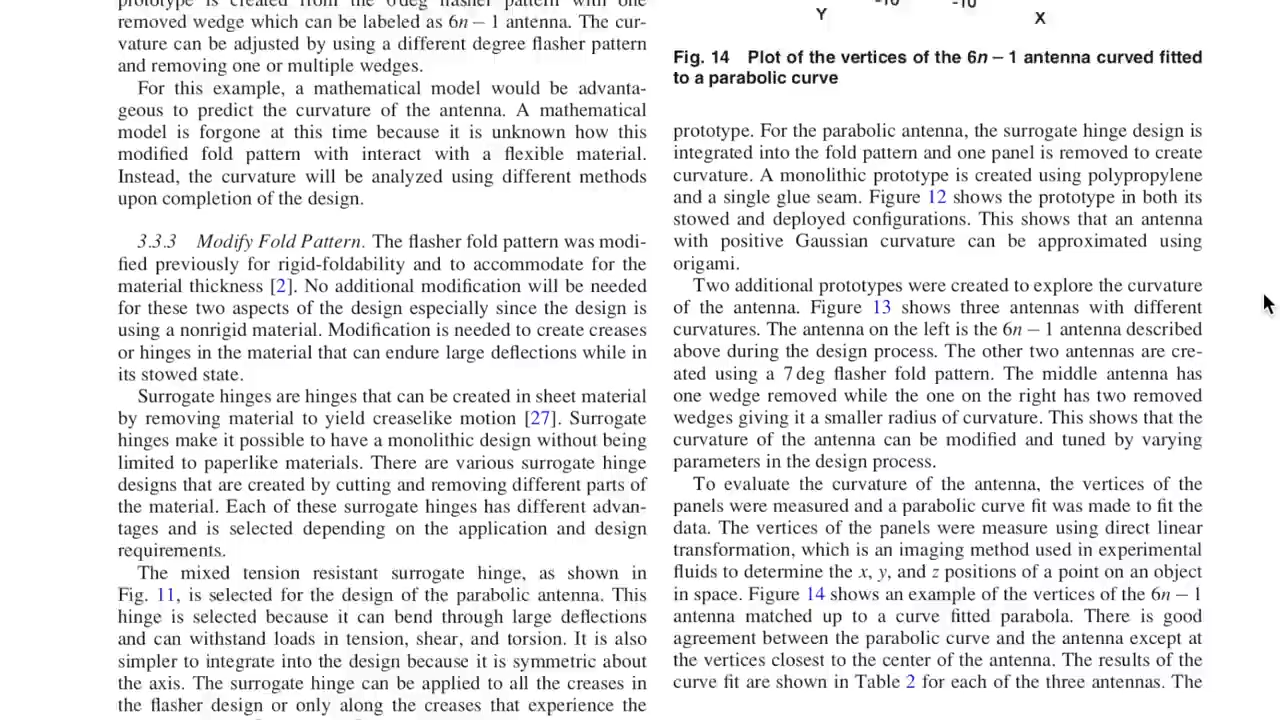 prototype is created from the 6 deg flasher pattern with one
removed wedge which can be labeled as 6n − 1 antenna. The cur-
vature can be adjusted by using a different degree flasher pattern
and removing one or multiple wedges.
For this example, a mathematical model would be advanta-
geous to predict the curvature of the antenna. A mathematical
model is forgone at this time because it is unknown how this
modified fold pattern with interact with a flexible material.
Instead, the curvature will be analyzed using different methods
upon completion of the design.
3.3.3 Modify Fold Pattern. The flasher fold pattern was modi-
fied previously for rigid-foldability and to accommodate for the
material thickness [2]. No additional modification will be needed
for these two aspects of the design especially since the design is
using a nonrigid material. Modification is needed to create creases
or hinges in the material that can endure large deflections while in
its stowed state.
Surrogate hinges are hinges that can be created in sheet material
by removing material to yield creaselike motion [27]. Surrogate
hinges make it possible to have a monolithic design without being
limited to paperlike materials. There are various surrogate hinge
designs that are created by cutting and removing different parts of
the material. Each of these surrogate hinges has different advan-
tages and is selected depending on the application and design
requirements.
The mixed tension resistant surrogate hinge, as shown in
Fig. 11, is selected for the design of the parabolic antenna. This
hinge is selected because it can bend through large deflections
and can withstand loads in tension, shear, and torsion. It is also
simpler to integrate into the design because it is symmetric about
the axis. The surrogate hinge can be applied to all the creases in
the flasher design or only along the creases that experience the
-10 -10
Y X
Fig. 14 Plot of the vertices of the 6n − 1 antenna curved fitted
to a parabolic curve
prototype. For the parabolic antenna, the surrogate hinge design is
integrated into the fold pattern and one panel is removed to create
curvature. A monolithic prototype is created using polypropylene
and a single glue seam. Figure 12 shows the prototype in both its
stowed and deployed configurations. This shows that an antenna
with positive Gaussian curvature can be approximated using
origami.
Two additional prototypes were created to explore the curvature
of the antenna. Figure 13 shows three antennas with different
curvatures. The antenna on the left is the 6n − 1 antenna described
above during the design process. The other two antennas are cre-
ated using a 7 deg flasher fold pattern. The middle antenna has
one wedge removed while the one on the right has two removed
wedges giving it a smaller radius of curvature. This shows that the
curvature of the antenna can be modified and tuned by varying
parameters in the design process.
To evaluate the curvature of the antenna, the vertices of the
panels were measured and a parabolic curve fit was made to fit the
data. The vertices of the panels were measure using direct linear
transformation, which is an imaging method used in experimental
fluids to determine the x, y, and z positions of a point on an object
in space. Figure 14 shows an example of the vertices of the 6n − 1
antenna matched up to a curve fitted parabola. There is good
agreement between the parabolic curve and the antenna except at
the vertices closest to the center of the antenna. The results of the
curve fit are shown in Table 2 for each of the three antennas. The